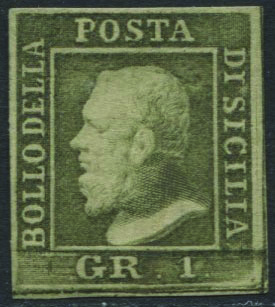 BOLLO DELLA
POSTA
DI SICILIA
GR. 1.